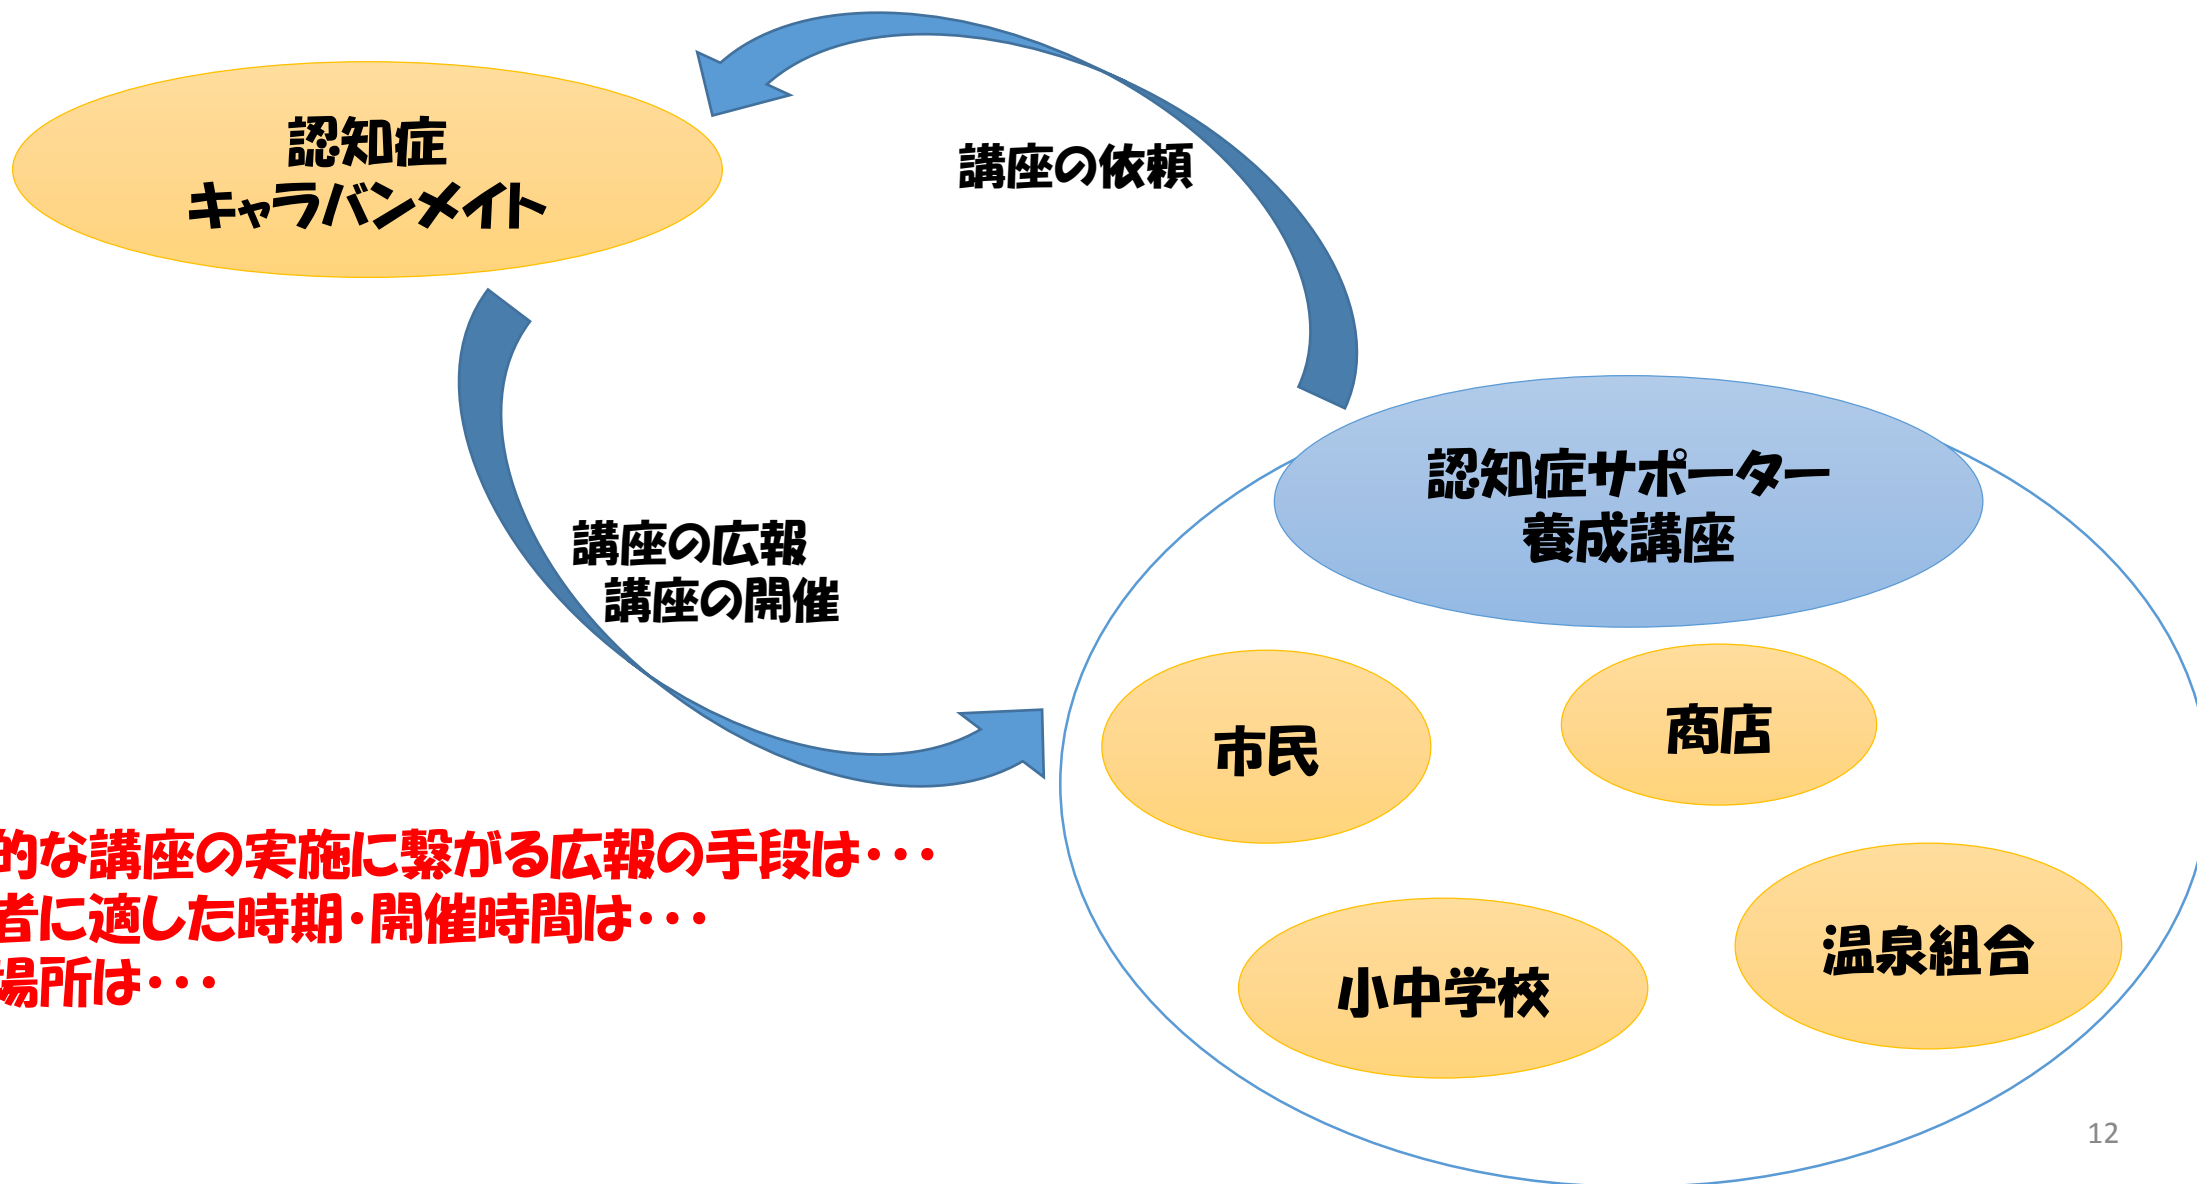 認知症
キャラバンメイト
講座の依頼
認知症サポーター
養成講座
講座の広報
講座の開催
市民
商店
的な講座の実施に繋がる広報の手段は・・・
者に適した時期・開催時間は・・・
場所は・・・
小中学校
温泉組合
12